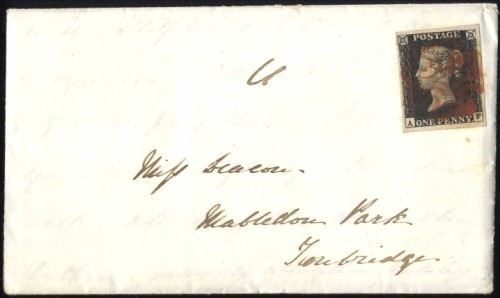 POSTAGE
A ONE PENNY F
Miss Deacon.
Mabledon Park
Tonbridge